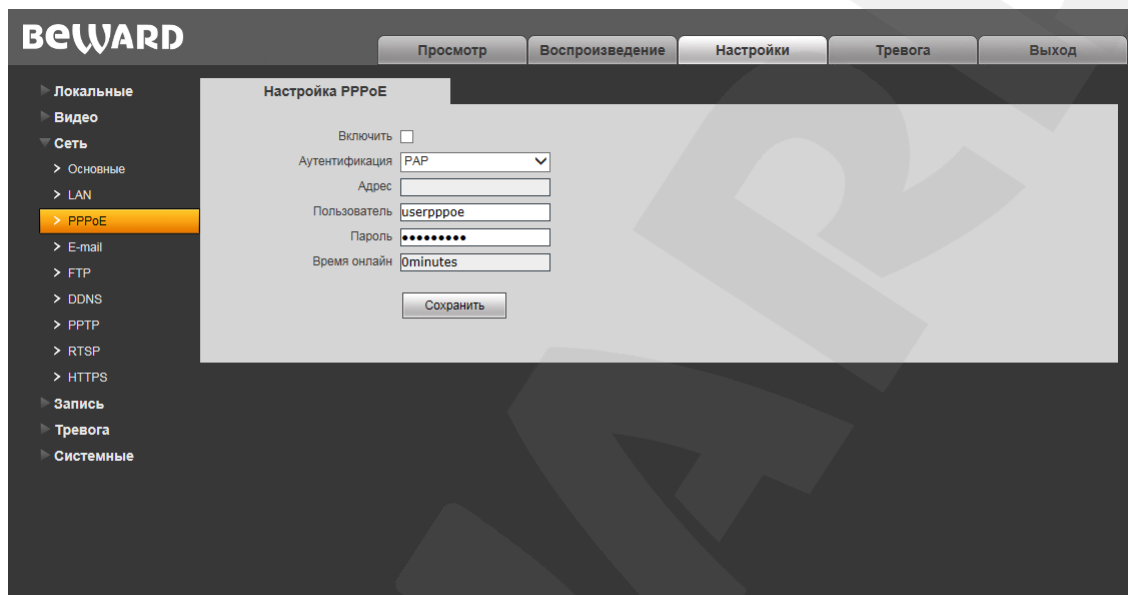 BEWARD
Просмотр
Воспроизведение
Настройки
Тревога
Выход
Локальные
Видео
Сеть
> Основные
> LAN
> PPPoE
> E-mail
> FTP
> DDNS
> PPTP
> RTSP
> HTTPS
Запись
Тревога
Системные
Настройка PPPoE
Включить
Аутентификация PAP
Адрес
Пользователь userpppoe
Пароль •••••••••
Время онлайн 0minutes
Сохранить